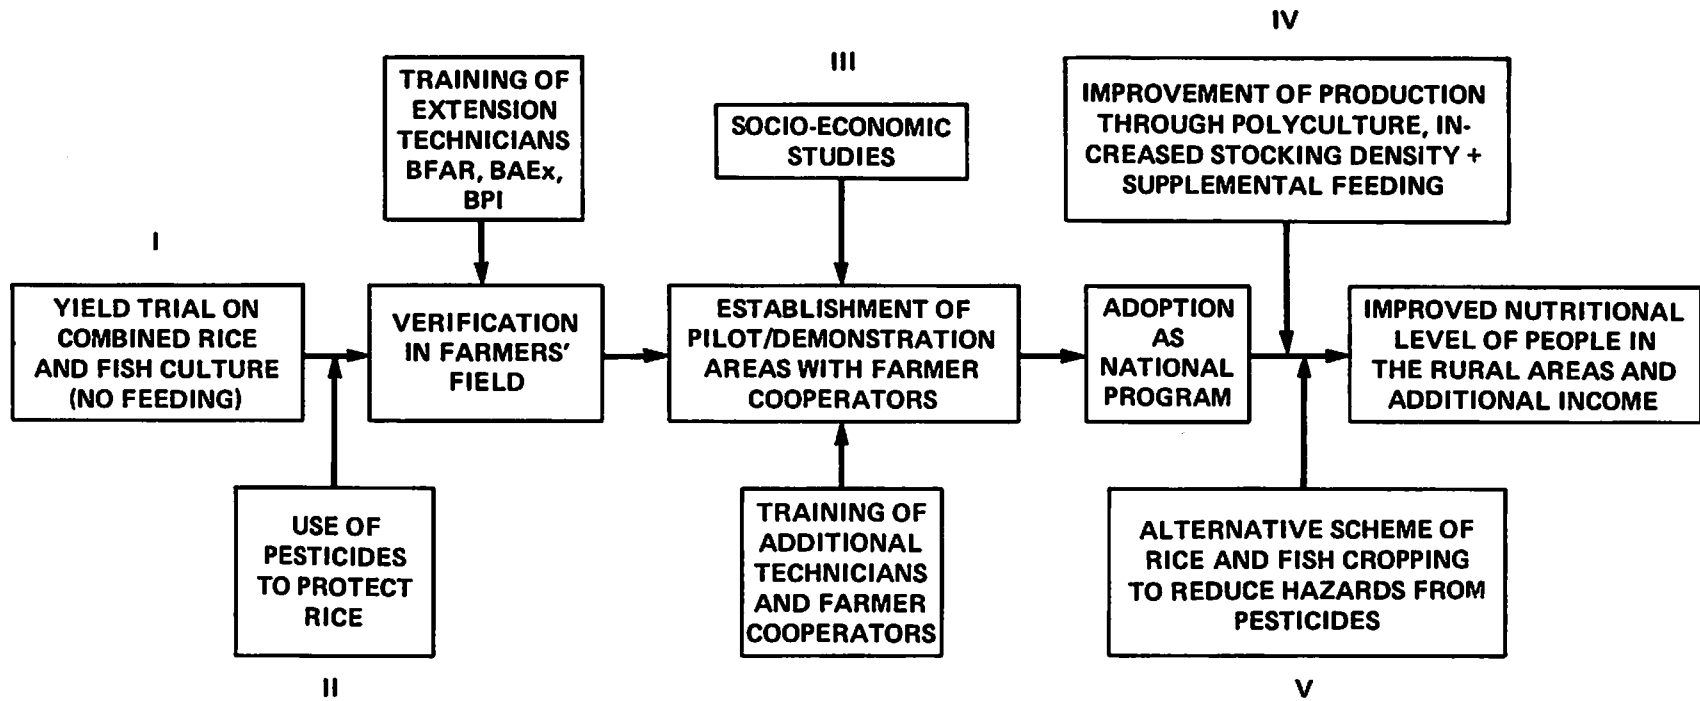 IV
III
TRAINING OF
EXTENSION
TECHNICIANS
BFAR, BAEx,
BPI
SOCIO-ECONOMIC
STUDIES
IMPROVEMENT OF PRODUCTION
THROUGH POLYCULTURE, IN-
CREASED STOCKING DENSITY +
SUPPLEMENTAL FEEDING
I
YIELD TRIAL ON
COMBINED RICE
AND FISH CULTURE
(NO FEEDING)
VERIFICATION
IN FARMERS'
FIELD
ESTABLISHMENT OF
PILOT/DEMONSTRATION
AREAS WITH FARMER
COOPERATORS
ADOPTION
AS
NATIONAL
PROGRAM
IMPROVED NUTRITIONAL
LEVEL OF PEOPLE IN
THE RURAL AREAS AND
ADDITIONAL INCOME
USE OF
PESTICIDES
TO PROTECT
RICE
TRAINING OF
ADDITIONAL
TECHNICIANS
AND FARMER
COOPERATORS
ALTERNATIVE SCHEME OF
RICE AND FISH CROPPING
TO REDUCE HAZARDS FROM
PESTICIDES
II
V